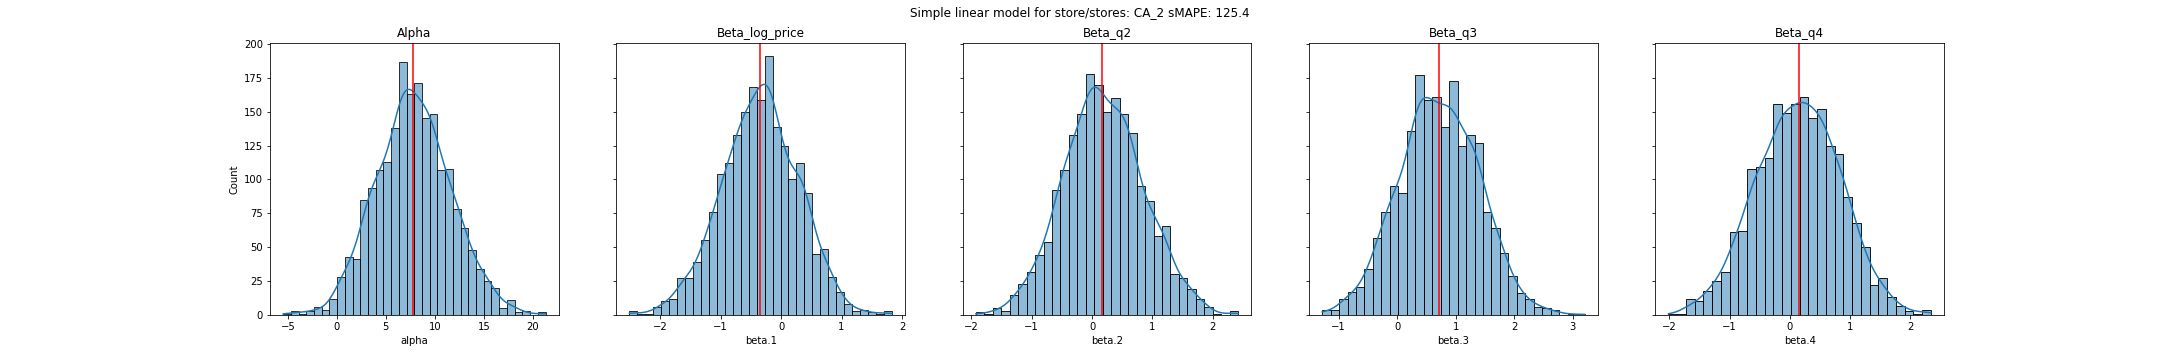 Simple linear model for store/stores: CA_2 sMAPE: 125.4
Alpha
Beta_log_price
Beta_q2
Beta_q3
Beta_q4
200
175
150
125
100
75
50
25
0
Count
−5 0 5 10 15 20
−2 −1 0 1 2
−2 −1 0 1 2
−1 0 1 2 3
−2 −1 0 1 2
alpha
beta.1
beta.2
beta.3
beta.4